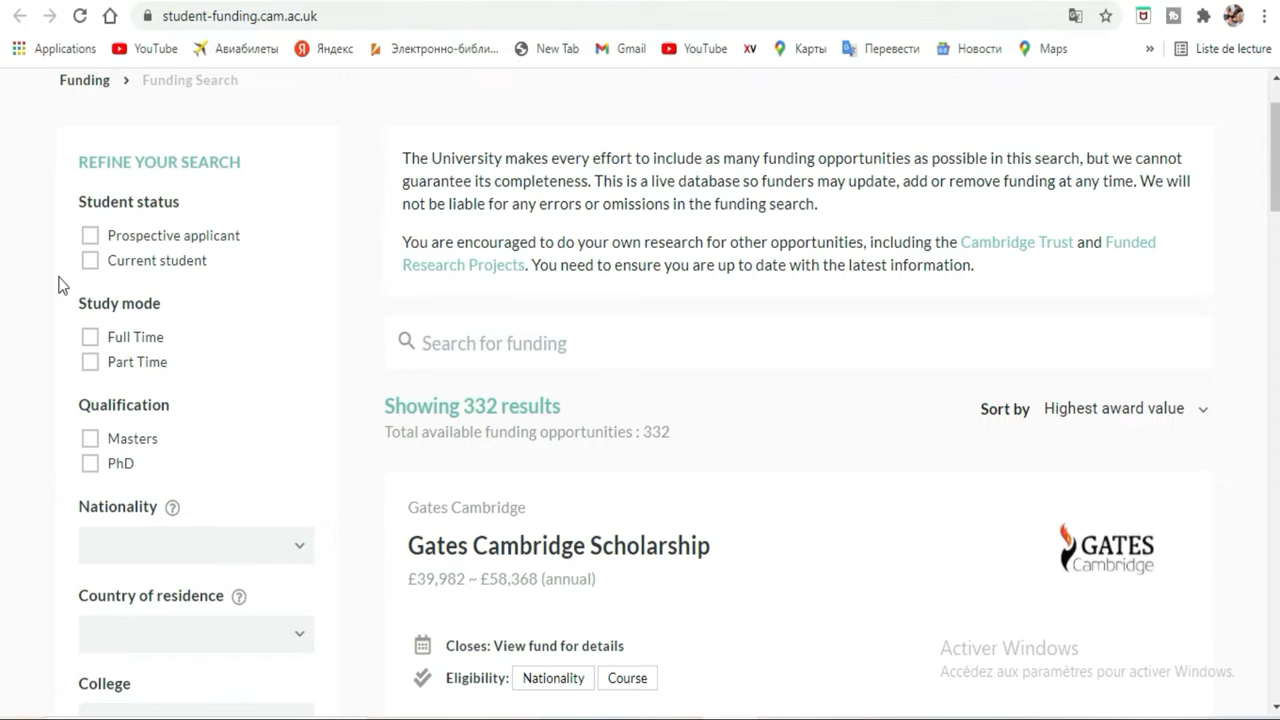 student-funding.cam.ac.uk
Applications
YouTube
Авиабилеты
Яндекс
Электронно-библи...
New Tab
Gmail
YouTube
XV
Карты
Перевести
Новости
Maps
»
Liste de lecture
Funding > Funding Search
REFINE YOUR SEARCH
Student status
Prospective applicant
Current student
Study mode
Full Time
Part Time
Qualification
Masters
PhD
Nationality ?
Country of residence ?
College
The University makes every effort to include as many funding opportunities as possible in this search, but we cannot
guarantee its completeness. This is a live database so funders may update, add or remove funding at any time. We will
not be liable for any errors or omissions in the funding search.
You are encouraged to do your own research for other opportunities, including the Cambridge Trust and Funded
Research Projects. You need to ensure you are up to date with the latest information.
Search for funding
Showing 332 results
Total available funding opportunities : 332
Sort by Highest award value
Gates Cambridge
Gates Cambridge Scholarship
£39,982 ~ £58,368 (annual)
GATES
Cambridge
Closes: View fund for details
Eligibility: Nationality Course
Activer Windows
Accédez aux paramètres pour activer Windows.